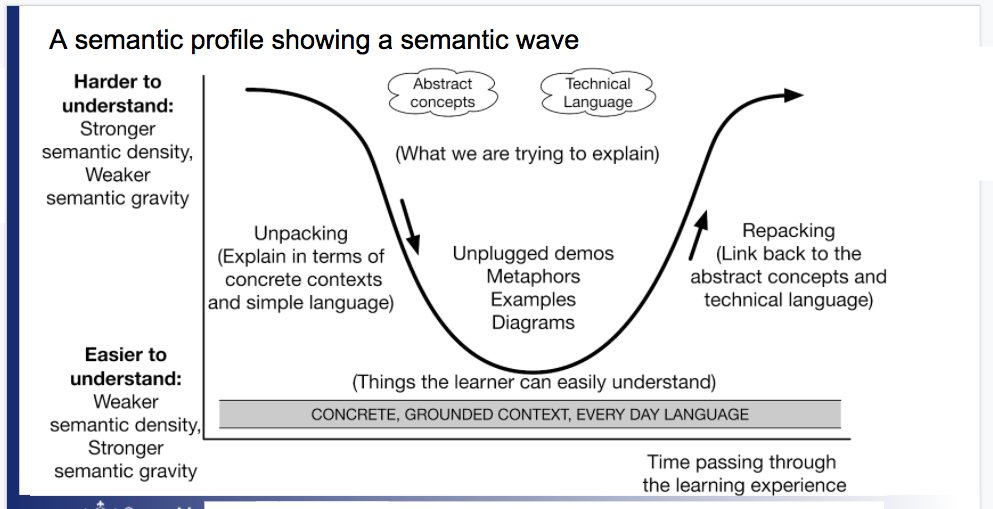 A semantic profile showing a semantic wave
Harder to
understand:
Stronger
semantic density,
Weaker
semantic gravity
Abstract
concepts
Technical
Language
(What we are trying to explain)
Unpacking
(Explain in terms of
concrete contexts
and simple language)
Unplugged demos
Metaphors
Examples
Diagrams
Repacking
(Link back to the
abstract concepts and
technical language)
Easier to
understand:
Weaker
semantic density,
Stronger
semantic gravity
(Things the learner can easily understand)
CONCRETE, GROUNDED CONTEXT, EVERY DAY LANGUAGE
Time passing through
the learning experience